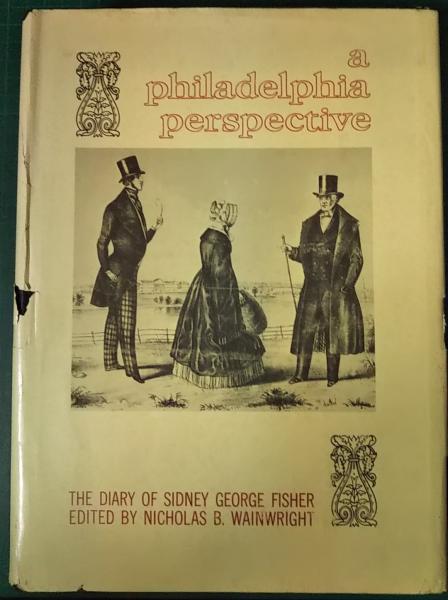 a
philadelphia
perspective
THE DIARY OF SIDNEY GEORGE FISHER
EDITED BY NICHOLAS B. WAINWRIGHT